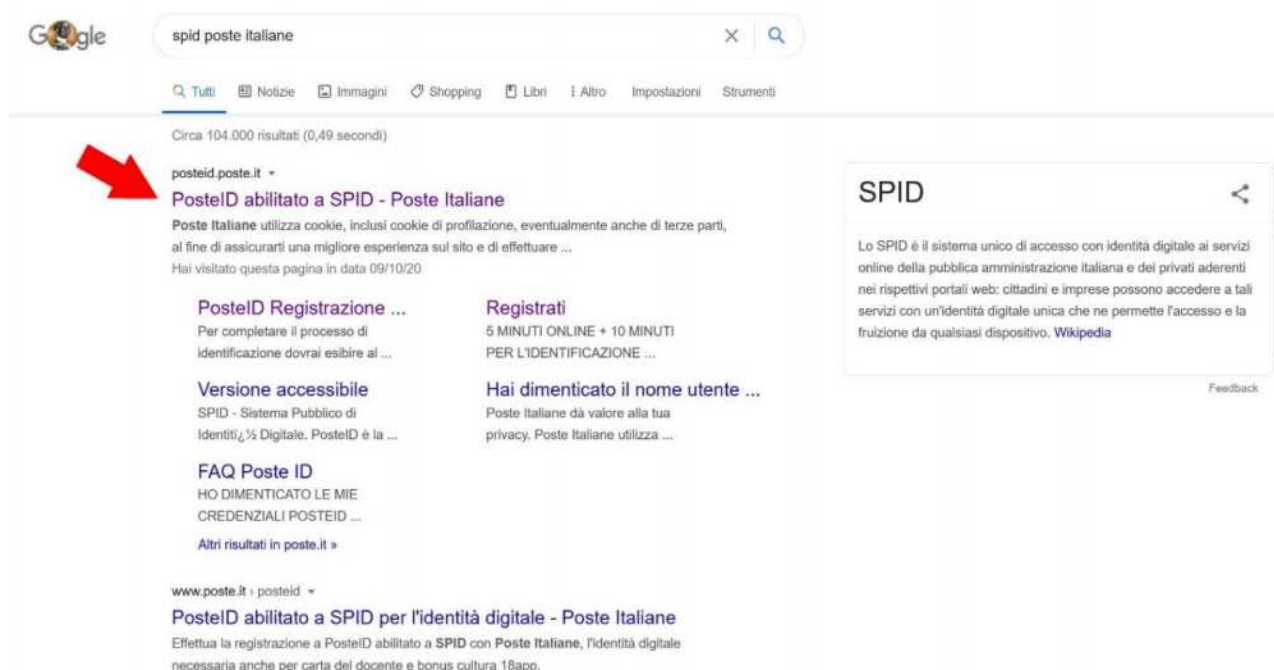 Google
spid poste italiane
Tutti Notizie Immagini Shopping Libri Altro Impostazioni Strumenti
Circa 104.000 risultati (0,49 secondi)
posteid.poste.it
PosteID abilitato a SPID - Poste Italiane
Poste Italiane utilizza cookie, inclusi cookie di profilazione, eventualmente anche di terze parti,
al fine di assicurarti una migliore esperienza sul sito e di effettuare ...
Hai visitato questa pagina in data 09/10/20
PosteID Registrazione ...
Per completare il processo di
identificazione dovrai esibire al ...
Registrati
5 MINUTI ONLINE + 10 MINUTI
PER L'IDENTIFICAZIONE ...
Versione accessibile
SPID - Sistema Pubblico di
Identitï¿½ Digitale. PosteID è la ...
Hai dimenticato il nome utente ...
Poste Italiane dà valore alla tua
privacy. Poste Italiane utilizza ...
FAQ Poste ID
HO DIMENTICATO LE MIE
CREDENZIALI POSTEID ...
Altri risultati in poste.it »
www.poste.it › posteid
PosteID abilitato a SPID per l'identità digitale - Poste Italiane
Effettua la registrazione a PosteID abilitato a SPID con Poste Italiane, l'identità digitale
necessaria anche per carta del docente e bonus cultura 18app.
SPID
Lo SPID è il sistema unico di accesso con identità digitale ai servizi
online della pubblica amministrazione italiana e dei privati aderenti
nei rispettivi portali web: cittadini e imprese possono accedere a tali
servizi con un'identità digitale unica che ne permette l'accesso e la
fruizione da qualsiasi dispositivo. Wikipedia
Feedback